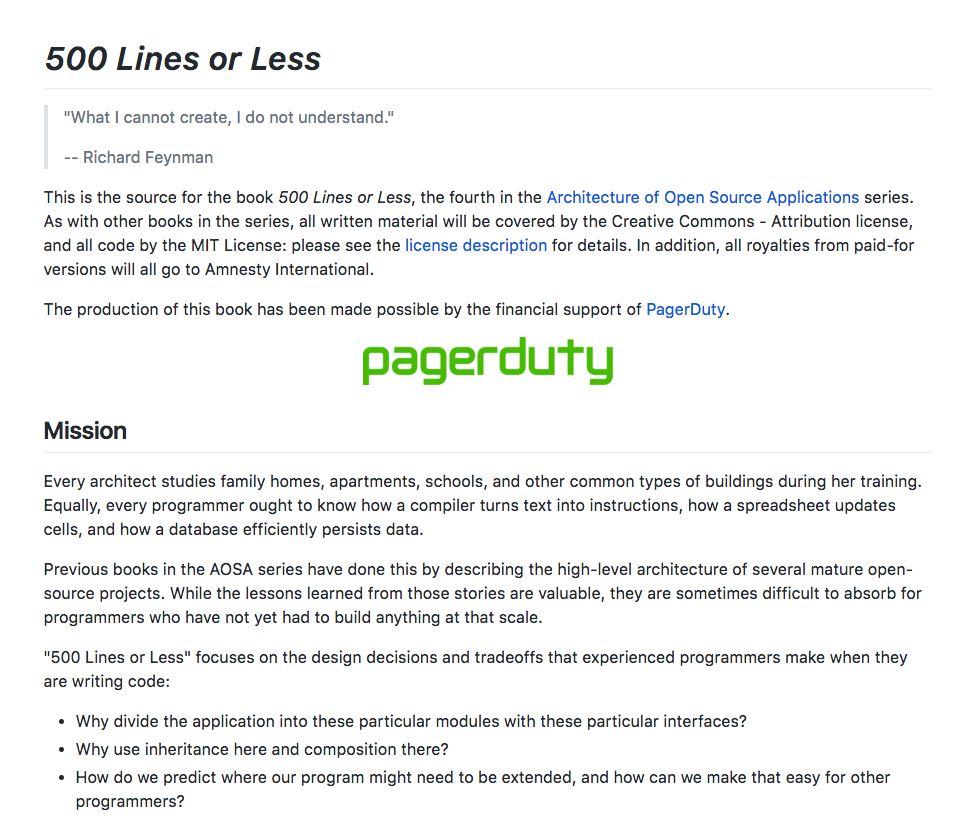 500 Lines or Less
"What I cannot create, I do not understand."
-- Richard Feynman
This is the source for the book 500 Lines or Less, the fourth in the Architecture of Open Source Applications series.
As with other books in the series, all written material will be covered by the Creative Commons - Attribution license,
and all code by the MIT License: please see the license description for details. In addition, all royalties from paid-for
versions will all go to Amnesty International.
The production of this book has been made possible by the financial support of PagerDuty.
pagerduty
Mission
Every architect studies family homes, apartments, schools, and other common types of buildings during her training.
Equally, every programmer ought to know how a compiler turns text into instructions, how a spreadsheet updates
cells, and how a database efficiently persists data.
Previous books in the AOSA series have done this by describing the high-level architecture of several mature open-
source projects. While the lessons learned from those stories are valuable, they are sometimes difficult to absorb for
programmers who have not yet had to build anything at that scale.
"500 Lines or Less" focuses on the design decisions and tradeoffs that experienced programmers make when they
are writing code:
• Why divide the application into these particular modules with these particular interfaces?
• Why use inheritance here and composition there?
• How do we predict where our program might need to be extended, and how can we make that easy for other
programmers?